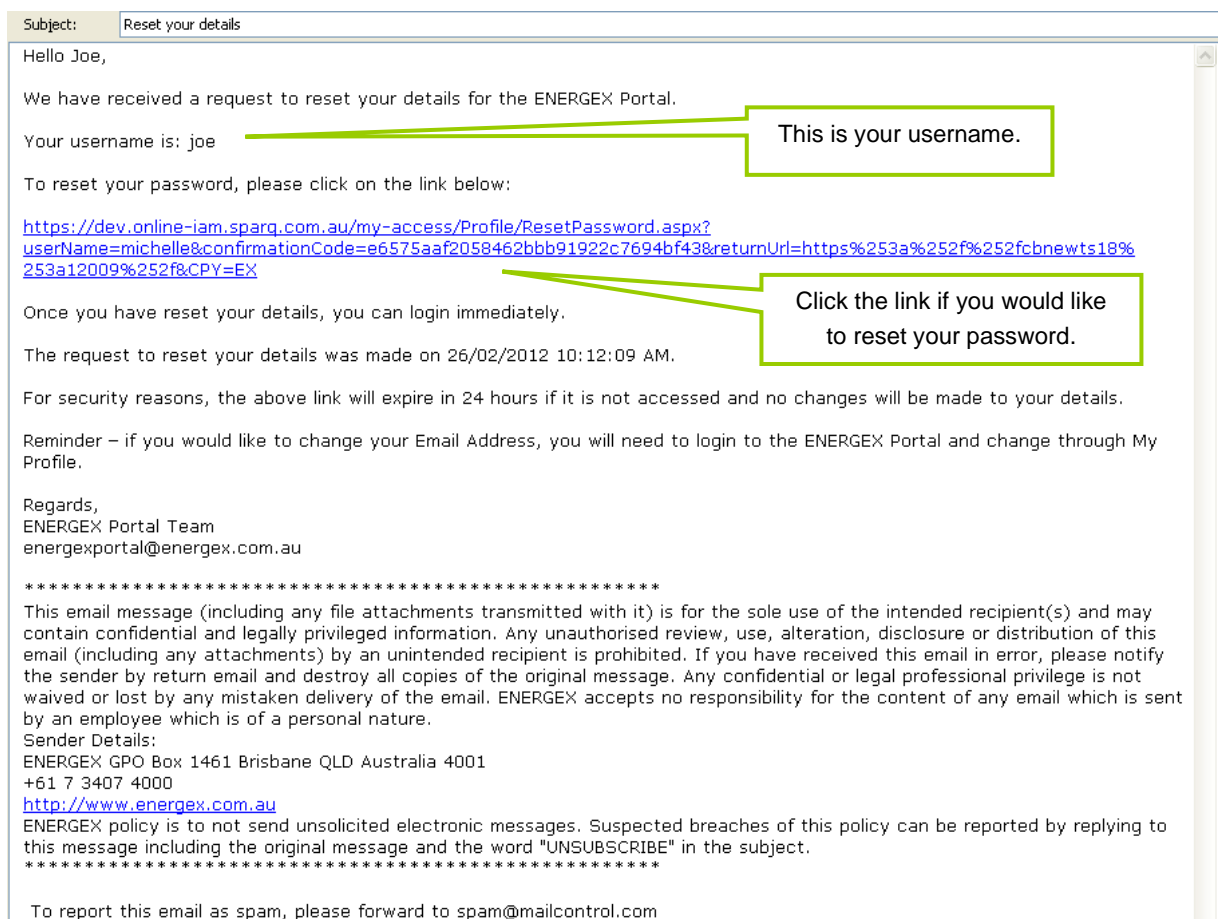 Subject: Reset your details
Hello Joe,
We have received a request to reset your details for the ENERGEX Portal.
This is your username.
Your username is: joe
To reset your password, please click on the link below:
https://dev.online-iam.sparq.com.au/my-access/Profile/ResetPassword.aspx?
userName=michelle&confirmationCode=e6575aaf2058462bbb91922c7694bf43&returnUrl=https%253a%252f%252fcbnewts18%
253a12009%252f&CPY=EX
Click the link if you would like
to reset your password.
Once you have reset your details, you can login immediately.
The request to reset your details was made on 26/02/2012 10:12:09 AM.
For security reasons, the above link will expire in 24 hours if it is not accessed and no changes will be made to your details.
Reminder – if you would like to change your Email Address, you will need to login to the ENERGEX Portal and change through My
Profile.
Regards,
ENERGEX Portal Team
energexportal@energex.com.au
*****************************************************
This email message (including any file attachments transmitted with it) is for the sole use of the intended recipient(s) and may
contain confidential and legally privileged information. Any unauthorised review, use, alteration, disclosure or distribution of this
email (including any attachments) by an unintended recipient is prohibited. If you have received this email in error, please notify
the sender by return email and destroy all copies of the original message. Any confidential or legal professional privilege is not
waived or lost by any mistaken delivery of the email. ENERGEX accepts no responsibility for the content of any email which is sent
by an employee which is of a personal nature.
Sender Details:
ENERGEX GPO Box 1461 Brisbane QLD Australia 4001
+61 7 3407 4000
http://www.energex.com.au
ENERGEX policy is to not send unsolicited electronic messages. Suspected breaches of this policy can be reported by replying to
this message including the original message and the word "UNSUBSCRIBE" in the subject.
*****************************************************
To report this email as spam, please forward to spam@mailcontrol.com